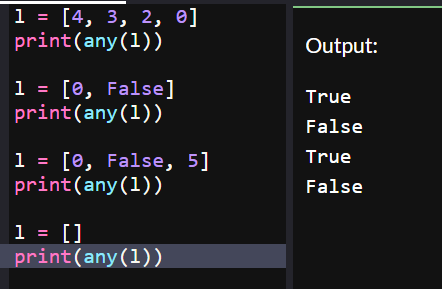 l = [4, 3, 2, 0]
print(any(l))
l = [0, False]
print(any(l))
l = [0, False, 5]
print(any(l))
l = []
print(any(l))
Output:
True
False
True
False